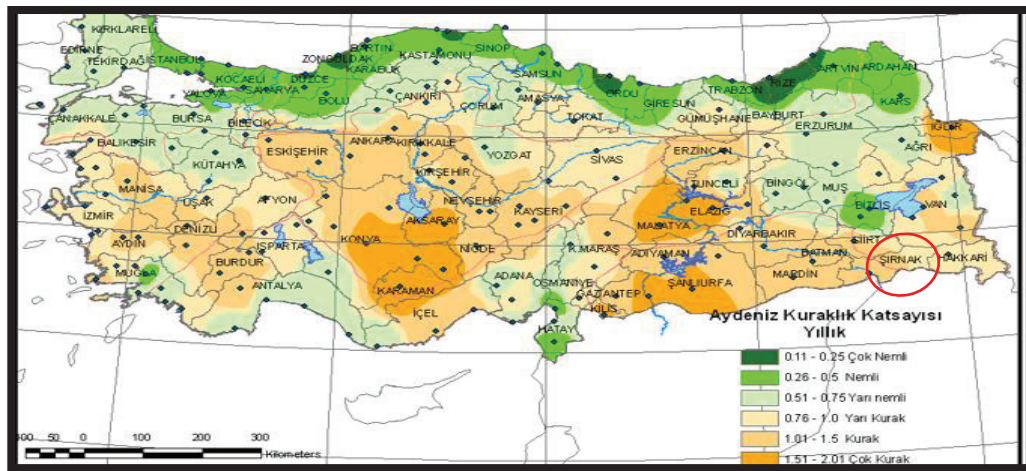 KIRKLARELİ
EDİRNE
TEKİRDAĞ
İSTANBUL
KOCAELİ
YALOVA
SAKARYA
DÜZCE
BOLU
ZONGULDAK
BARTIN
KARABÜK
KASTAMONU
SİNOP
SAMSUN
ORDU
GİRESUN
TRABZON
RİZE
ARTVİN
ARDAHAN
KARS
ÇANKIRI
ÇORUM
AMASYA
TOKAT
GÜMÜŞHANE
BAYBURT
ERZURUM
IĞDIR
AĞRI
ÇANAKKALE
BALIKESİR
BURSA
BİLECİK
ESKİŞEHİR
ANKARA
KIRIKKALE
YOZGAT
SİVAS
ERZİNCAN
KÜTAHYA
KIRŞEHİR
TUNCELİ
BİNGÖL
MUŞ
MANİSA
UŞAK
AFYON
NEVŞEHİR
KAYSERİ
MALATYA
ELAZIĞ
BİTLİS
VAN
İZMİR
AYDIN
DENİZLİ
ISPARTA
KONYA
AKSARAY
NİĞDE
K.MARAŞ
ADIYAMAN
DİYARBAKIR
BATMAN
SİİRT
ŞIRNAK
HAKKARİ
MUĞLA
BURDUR
ANTALYA
KARAMAN
İÇEL
ADANA
OSMANİYE
GAZİANTEP
KİLİS
ŞANLIURFA
MARDİN
HATAY
Aydeniz Kuraklık Katsayısı
Yıllık
0.11 - 0.25 Çok Nemli
0.26 - 0.5 Nemli
0.51 - 0.75 Yarı nemli
0.76 - 1.0 Yarı Kurak
1.01 - 1.5 Kurak
1.51 - 2.01 Çok Kurak
50 0 100 200 300
Kilometers